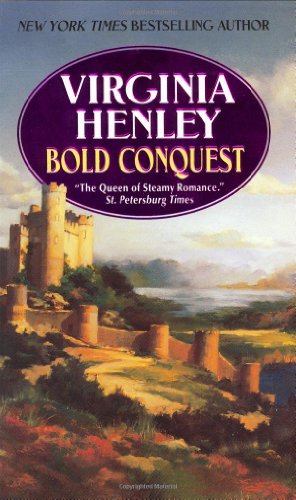 NEW YORK TIMES BESTSELLING AUTHOR
VIRGINIA
HENLEY
BOLD CONQUEST
"The Queen of Steamy Romance."
St. Petersburg Times